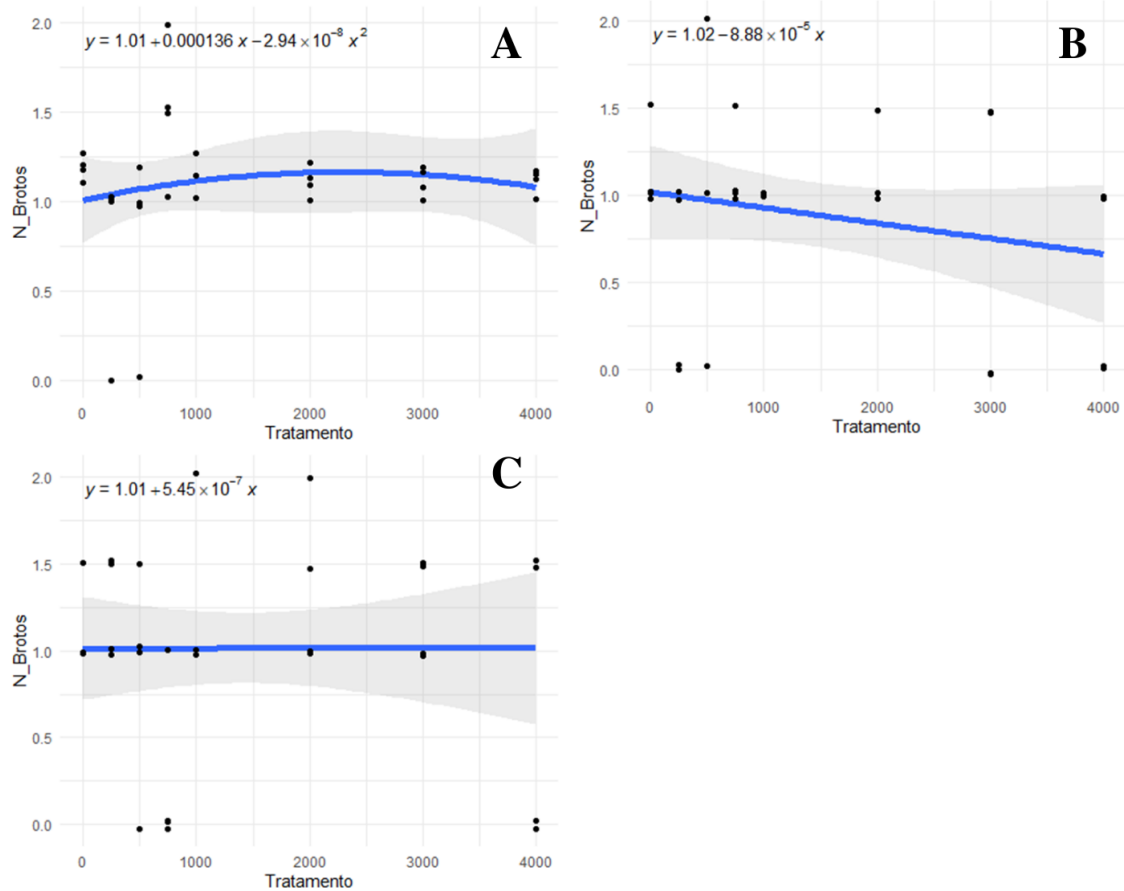 A
y = 1.01 + 0.000136 x − 2.94 × 10⁻⁸ x²
N_Brotos
2.0
1.5
1.0
0.5
0.0
0 1000 2000 3000 4000
Tratamento
B
y = 1.02 − 8.88 × 10⁻⁵ x
N_Brotos
2.0
1.5
1.0
0.5
0.0
0 1000 2000 3000 4000
Tratamento
C
y = 1.01 + 5.45 × 10⁻⁷ x
N_Brotos
2.0
1.5
1.0
0.5
0.0
0 1000 2000 3000 4000
Tratamento